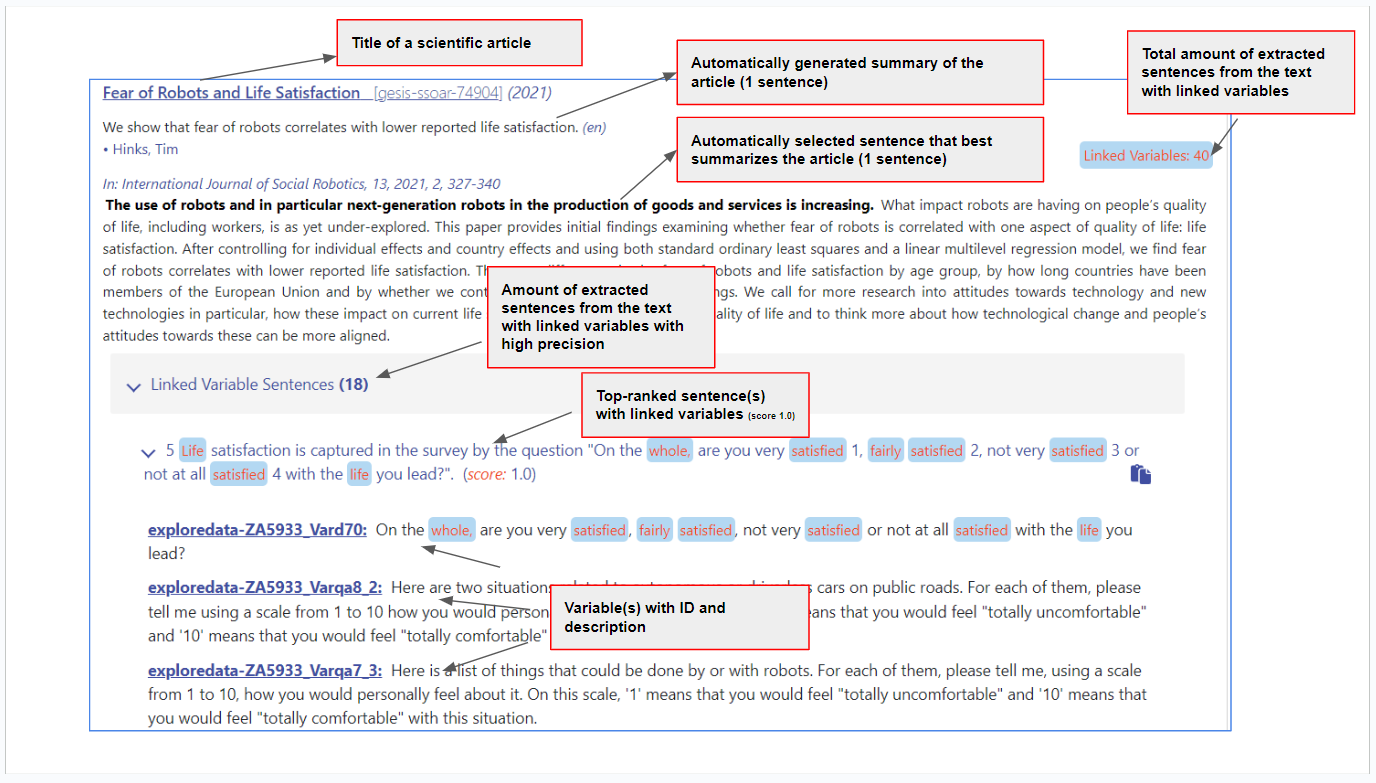 Title of a scientific article
Automatically generated summary of the
article (1 sentence)
Total amount of extracted
sentences from the text
with linked variables
Fear of Robots and Life Satisfaction [gesis-ssoar-74904] (2021)
We show that fear of robots correlates with lower reported life satisfaction. (en)
• Hinks, Tim
Automatically selected sentence that best
summarizes the article (1 sentence)
Linked Variables: 40
In: International Journal of Social Robotics, 13, 2021, 2, 327-340
The use of robots and in particular next-generation robots in the production of goods and services is increasing. What impact robots are having on people's quality
of life, including workers, is as yet under-explored. This paper provides initial findings examining whether fear of robots is correlated with one aspect of quality of life: life
satisfaction. After controlling for individual effects and country effects and using both standard ordinary least squares and a linear multilevel regression model, we find fear
of robots correlates with lower reported life satisfaction. obots and life satisfaction by age group, by how long countries have been
members of the European Union and by whether we cont ngs. We call for more research into attitudes towards technology and new
technologies in particular, how these impact on current life ality of life and to think more about how technological change and people's
attitudes towards these can be more aligned.
Amount of extracted
sentences from the text
with linked variables with
high precision
Linked Variable Sentences (18)
Top-ranked sentence(s)
with linked variables (score 1.0)
5 Life satisfaction is captured in the survey by the question "On the whole, are you very satisfied 1, fairly satisfied 2, not very satisfied 3 or
not at all satisfied 4 with the life you lead?". (score: 1.0)
exploredata-ZA5933_Vard70: On the whole, are you very satisfied, fairly satisfied, not very satisfied or not at all satisfied with the life you
lead?
exploredata-ZA5933_Varqa8_2: Here are two situations cars on public roads. For each of them, please
tell me using a scale from 1 to 10 how you would person eans that you would feel "totally uncomfortable"
and '10' means that you would feel "totally comfortable"
Variable(s) with ID and
description
exploredata-ZA5933_Varqa7_3: Here is a list of things that could be done by or with robots. For each of them, please tell me, using a scale
from 1 to 10, how you would personally feel about it. On this scale, '1' means that you would feel "totally uncomfortable" and '10' means that
you would feel "totally comfortable" with this situation.